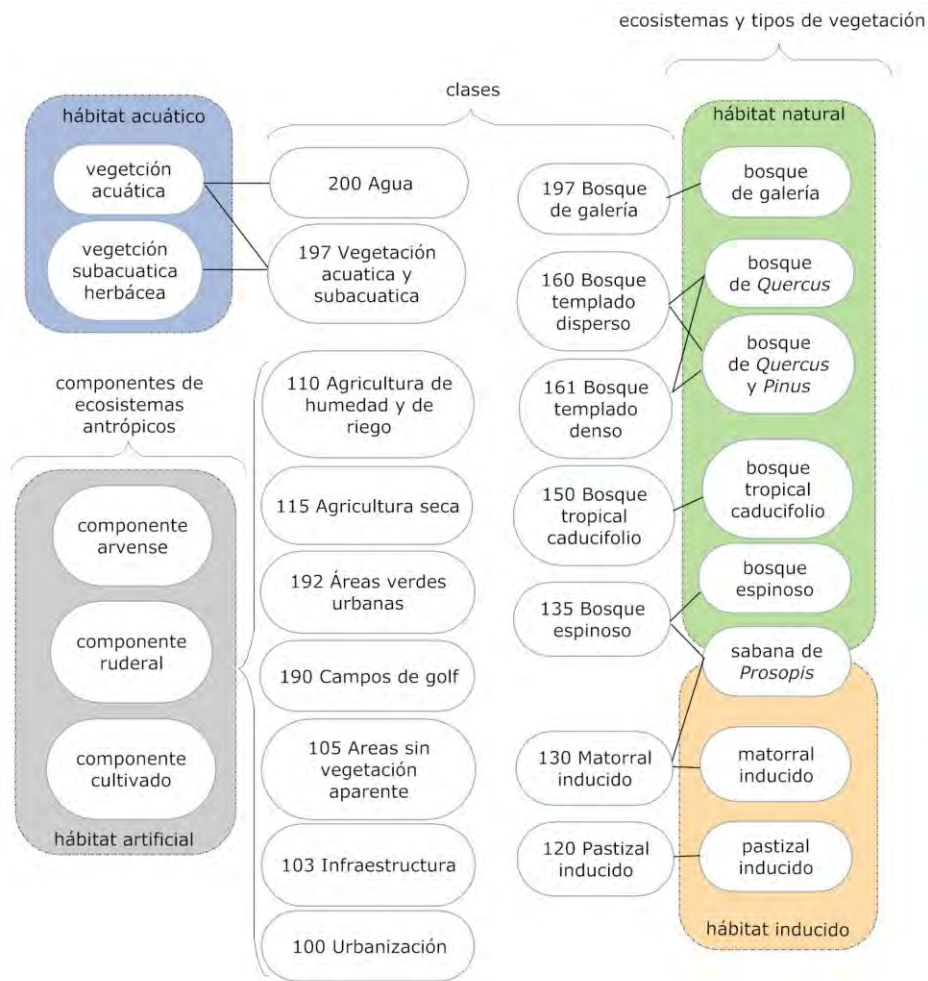 ecosistemas y tipos de vegetación
clases
hábitat acuático
vegetción
acuática
vegetción
subacuatica
herbácea
200 Agua
197 Vegetación
acuatica y
subacuatica
componentes de
ecosistemas
antrópicos
componente
arvense
componente
ruderal
componente
cultivado
hábitat artificial
110 Agricultura de
humedad y de
riego
115 Agricultura seca
192 Áreas verdes
urbanas
190 Campos de golf
105 Areas sin
vegetación
aparente
103 Infraestructura
100 Urbanización
197 Bosque
de galería
160 Bosque
templado
disperso
161 Bosque
templado
denso
150 Bosque
tropical
caducifolio
135 Bosque
espinoso
130 Matorral
inducido
120 Pastizal
inducido
hábitat natural
bosque
de galería
bosque
de Quercus
bosque
de Quercus
y Pinus
bosque
tropical
caducifolio
bosque
espinoso
sabana de
Prosopis
matorral
inducido
pastizal
inducido
hábitat inducido